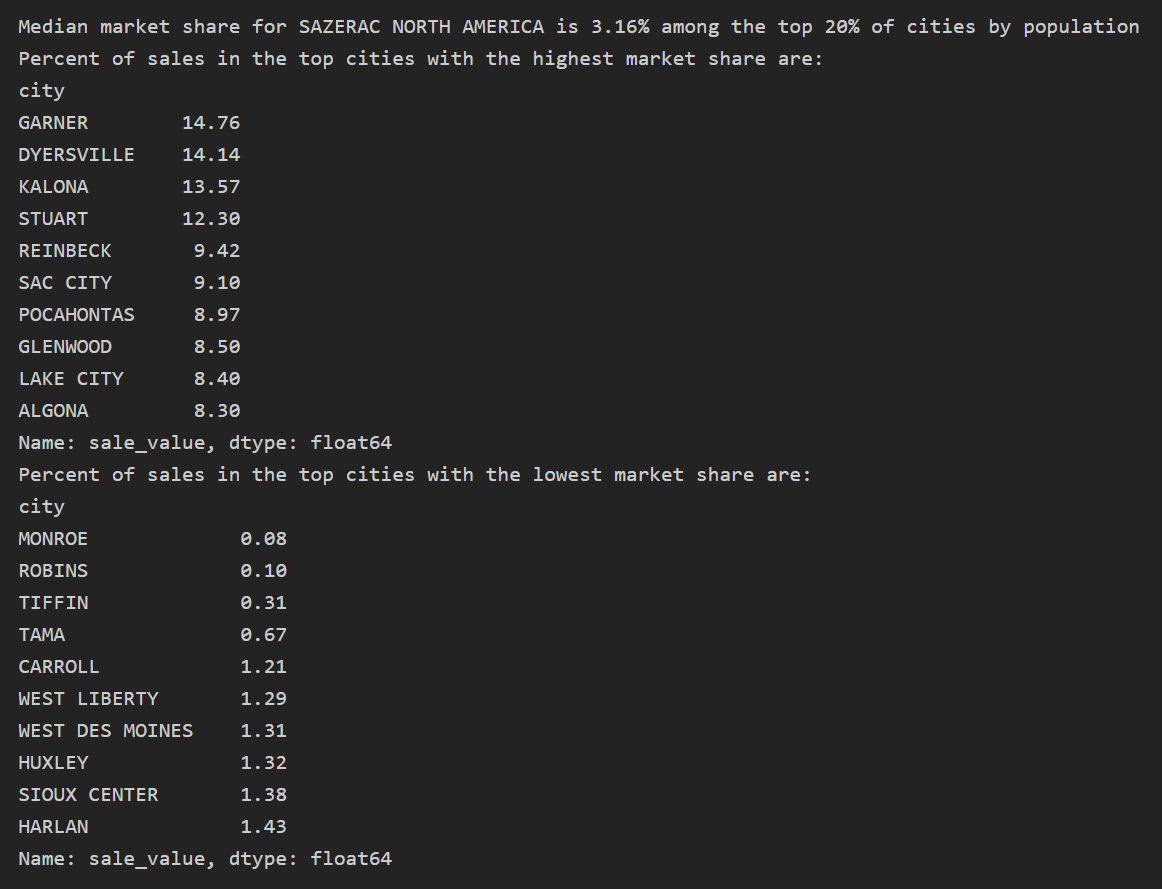 Median market share for SAZERAC NORTH AMERICA is 3.16% among the top 20% of cities by population
Percent of sales in the top cities with the highest market share are:
city
GARNER 14.76
DYERSVILLE 14.14
KALONA 13.57
STUART 12.30
REINBECK 9.42
SAC CITY 9.10
POCAHONTAS 8.97
GLENWOOD 8.50
LAKE CITY 8.40
ALGONA 8.30
Name: sale_value, dtype: float64
Percent of sales in the top cities with the lowest market share are:
city
MONROE 0.08
ROBINS 0.10
TIFFIN 0.31
TAMA 0.67
CARROLL 1.21
WEST LIBERTY 1.29
WEST DES MOINES 1.31
HUXLEY 1.32
SIOUX CENTER 1.38
HARLAN 1.43
Name: sale_value, dtype: float64